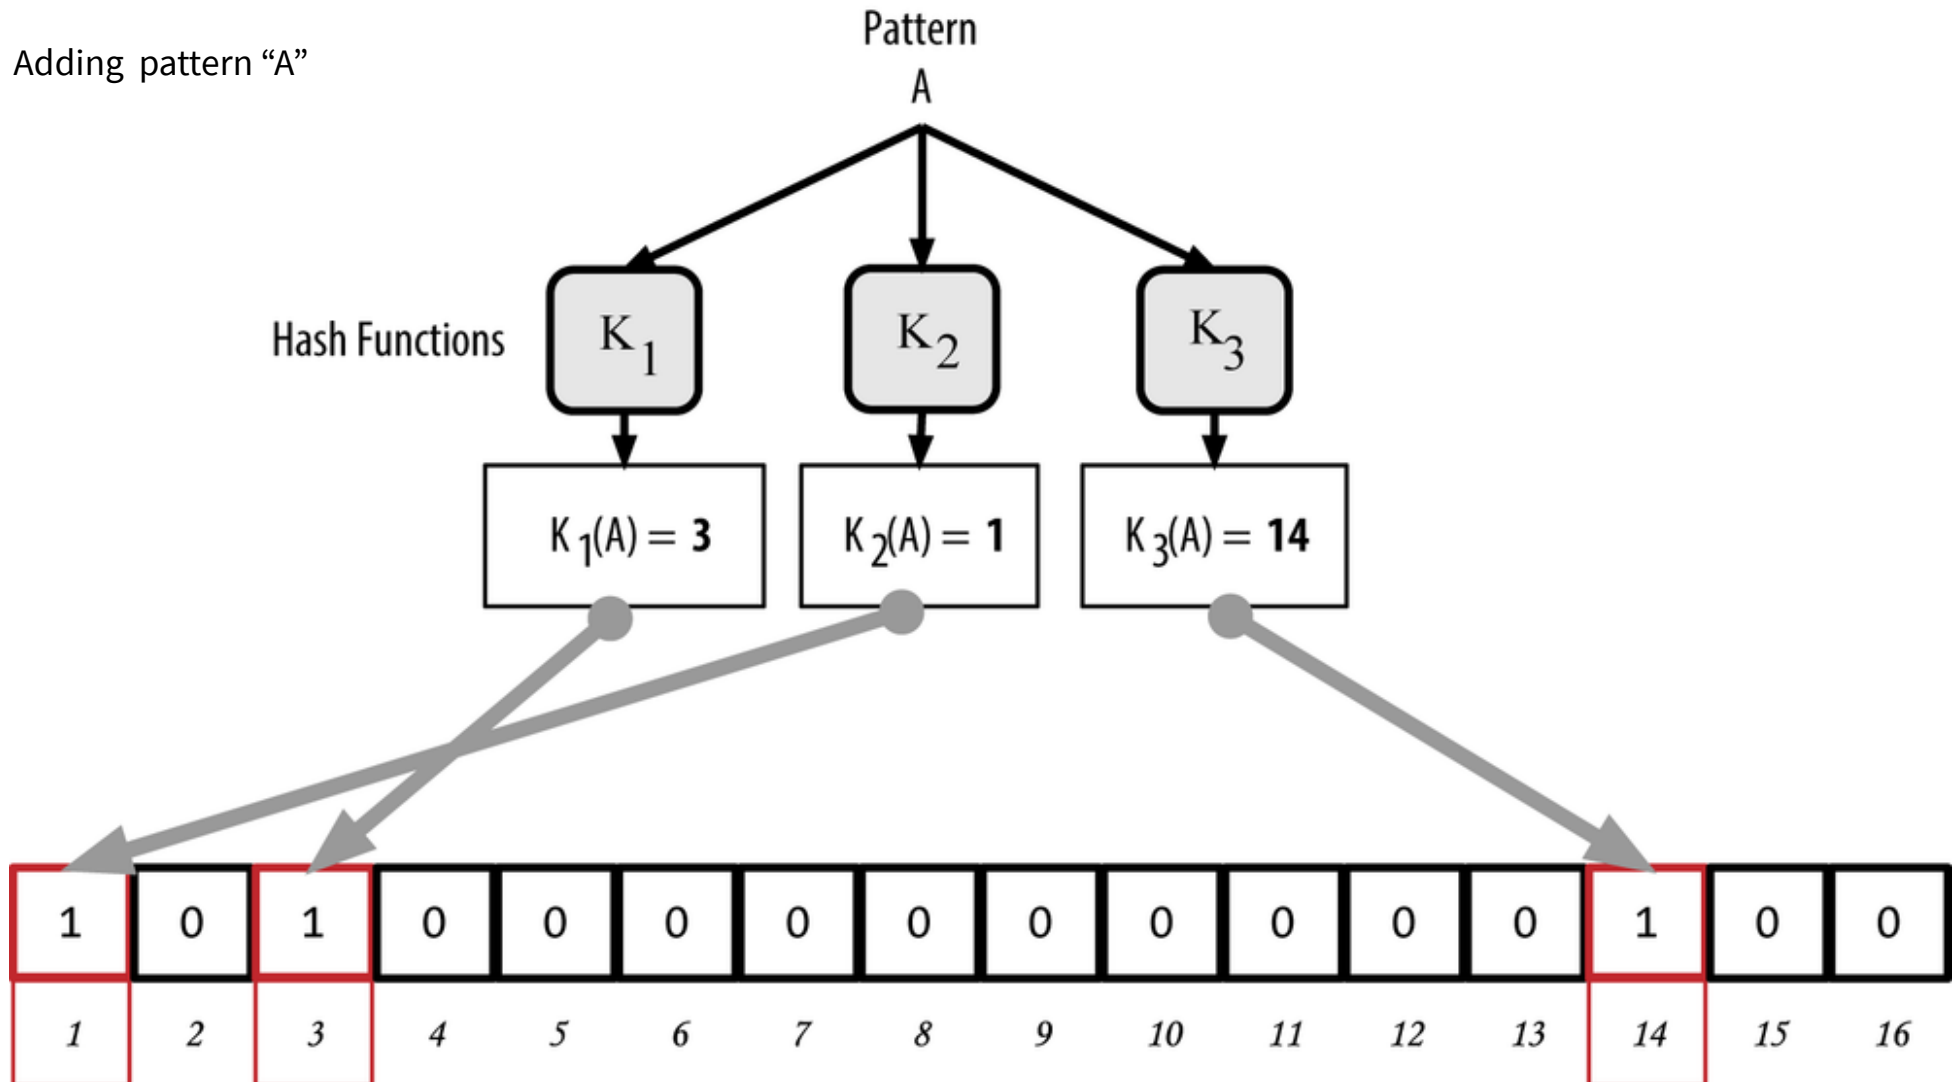 Adding pattern “A”
Pattern
A
Hash Functions
K1 K2 K3
K1(A) = 3 K2(A) = 1 K3(A) = 14
1 0 1 0 0 0 0 0 0 0 0 0 0 1 0 0
1 2 3 4 5 6 7 8 9 10 11 12 13 14 15 16